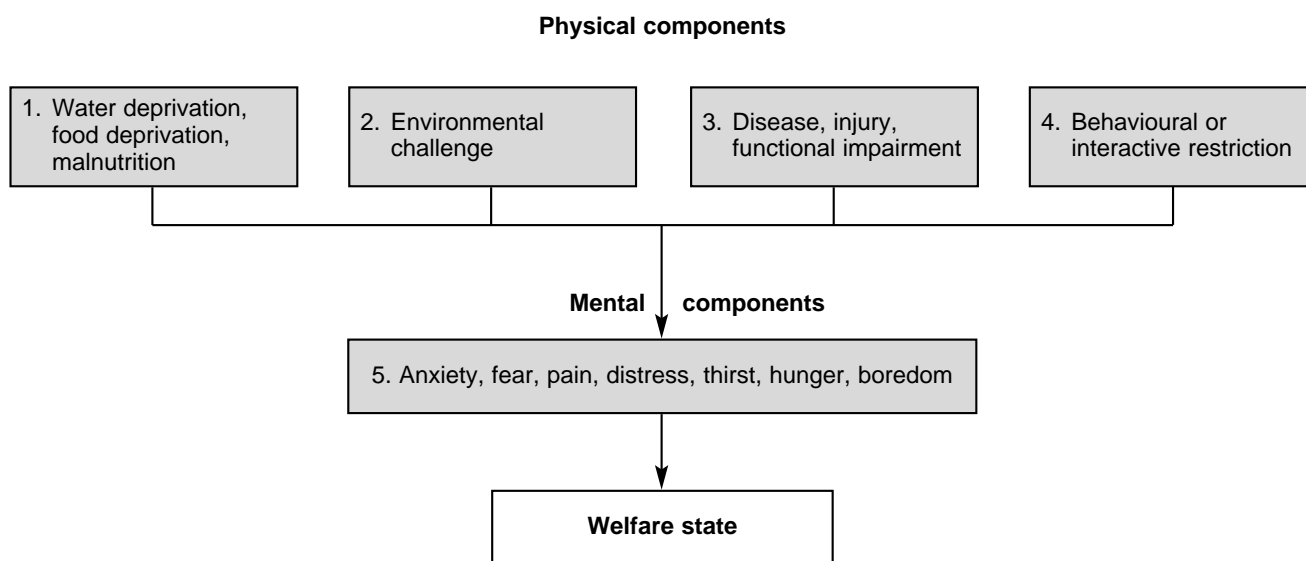 Physical components
1. Water deprivation,
food deprivation,
malnutrition
2. Environmental
challenge
3. Disease, injury,
functional impairment
4. Behavioural or
interactive restriction
Mental components
5. Anxiety, fear, pain, distress, thirst, hunger, boredom
Welfare state